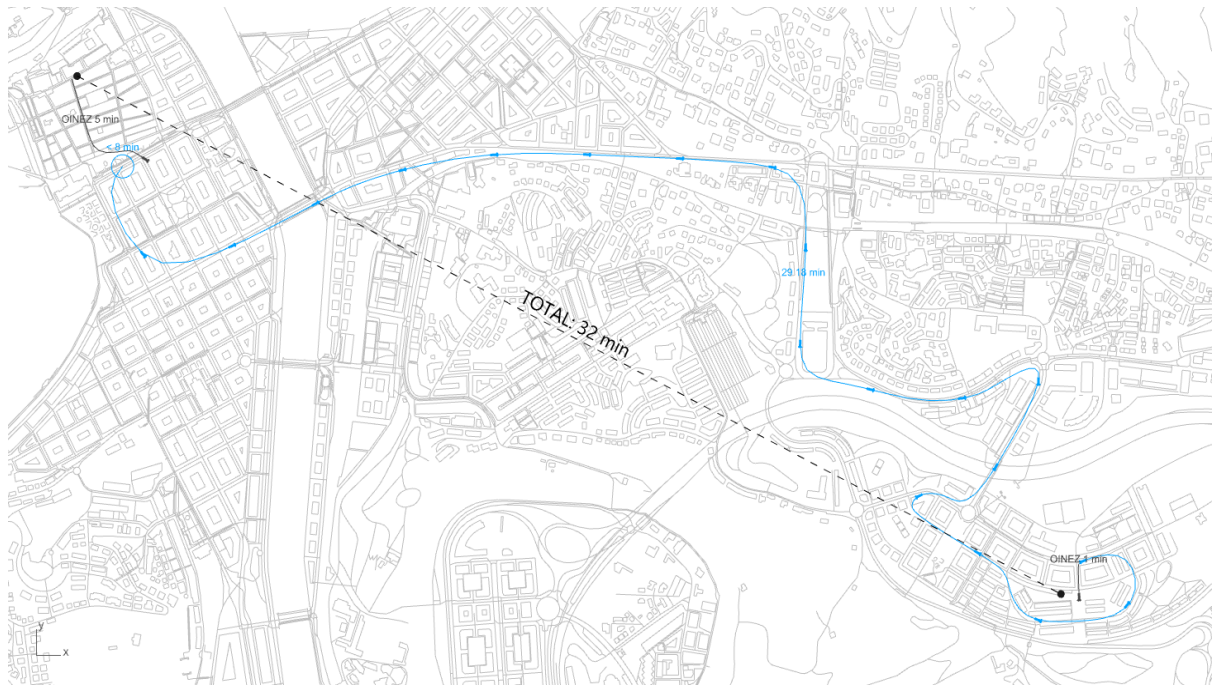 OINEZ 5 min
< 8 min
29.18 min
TOTAL: 32 min
OINEZ 1 min
y
x